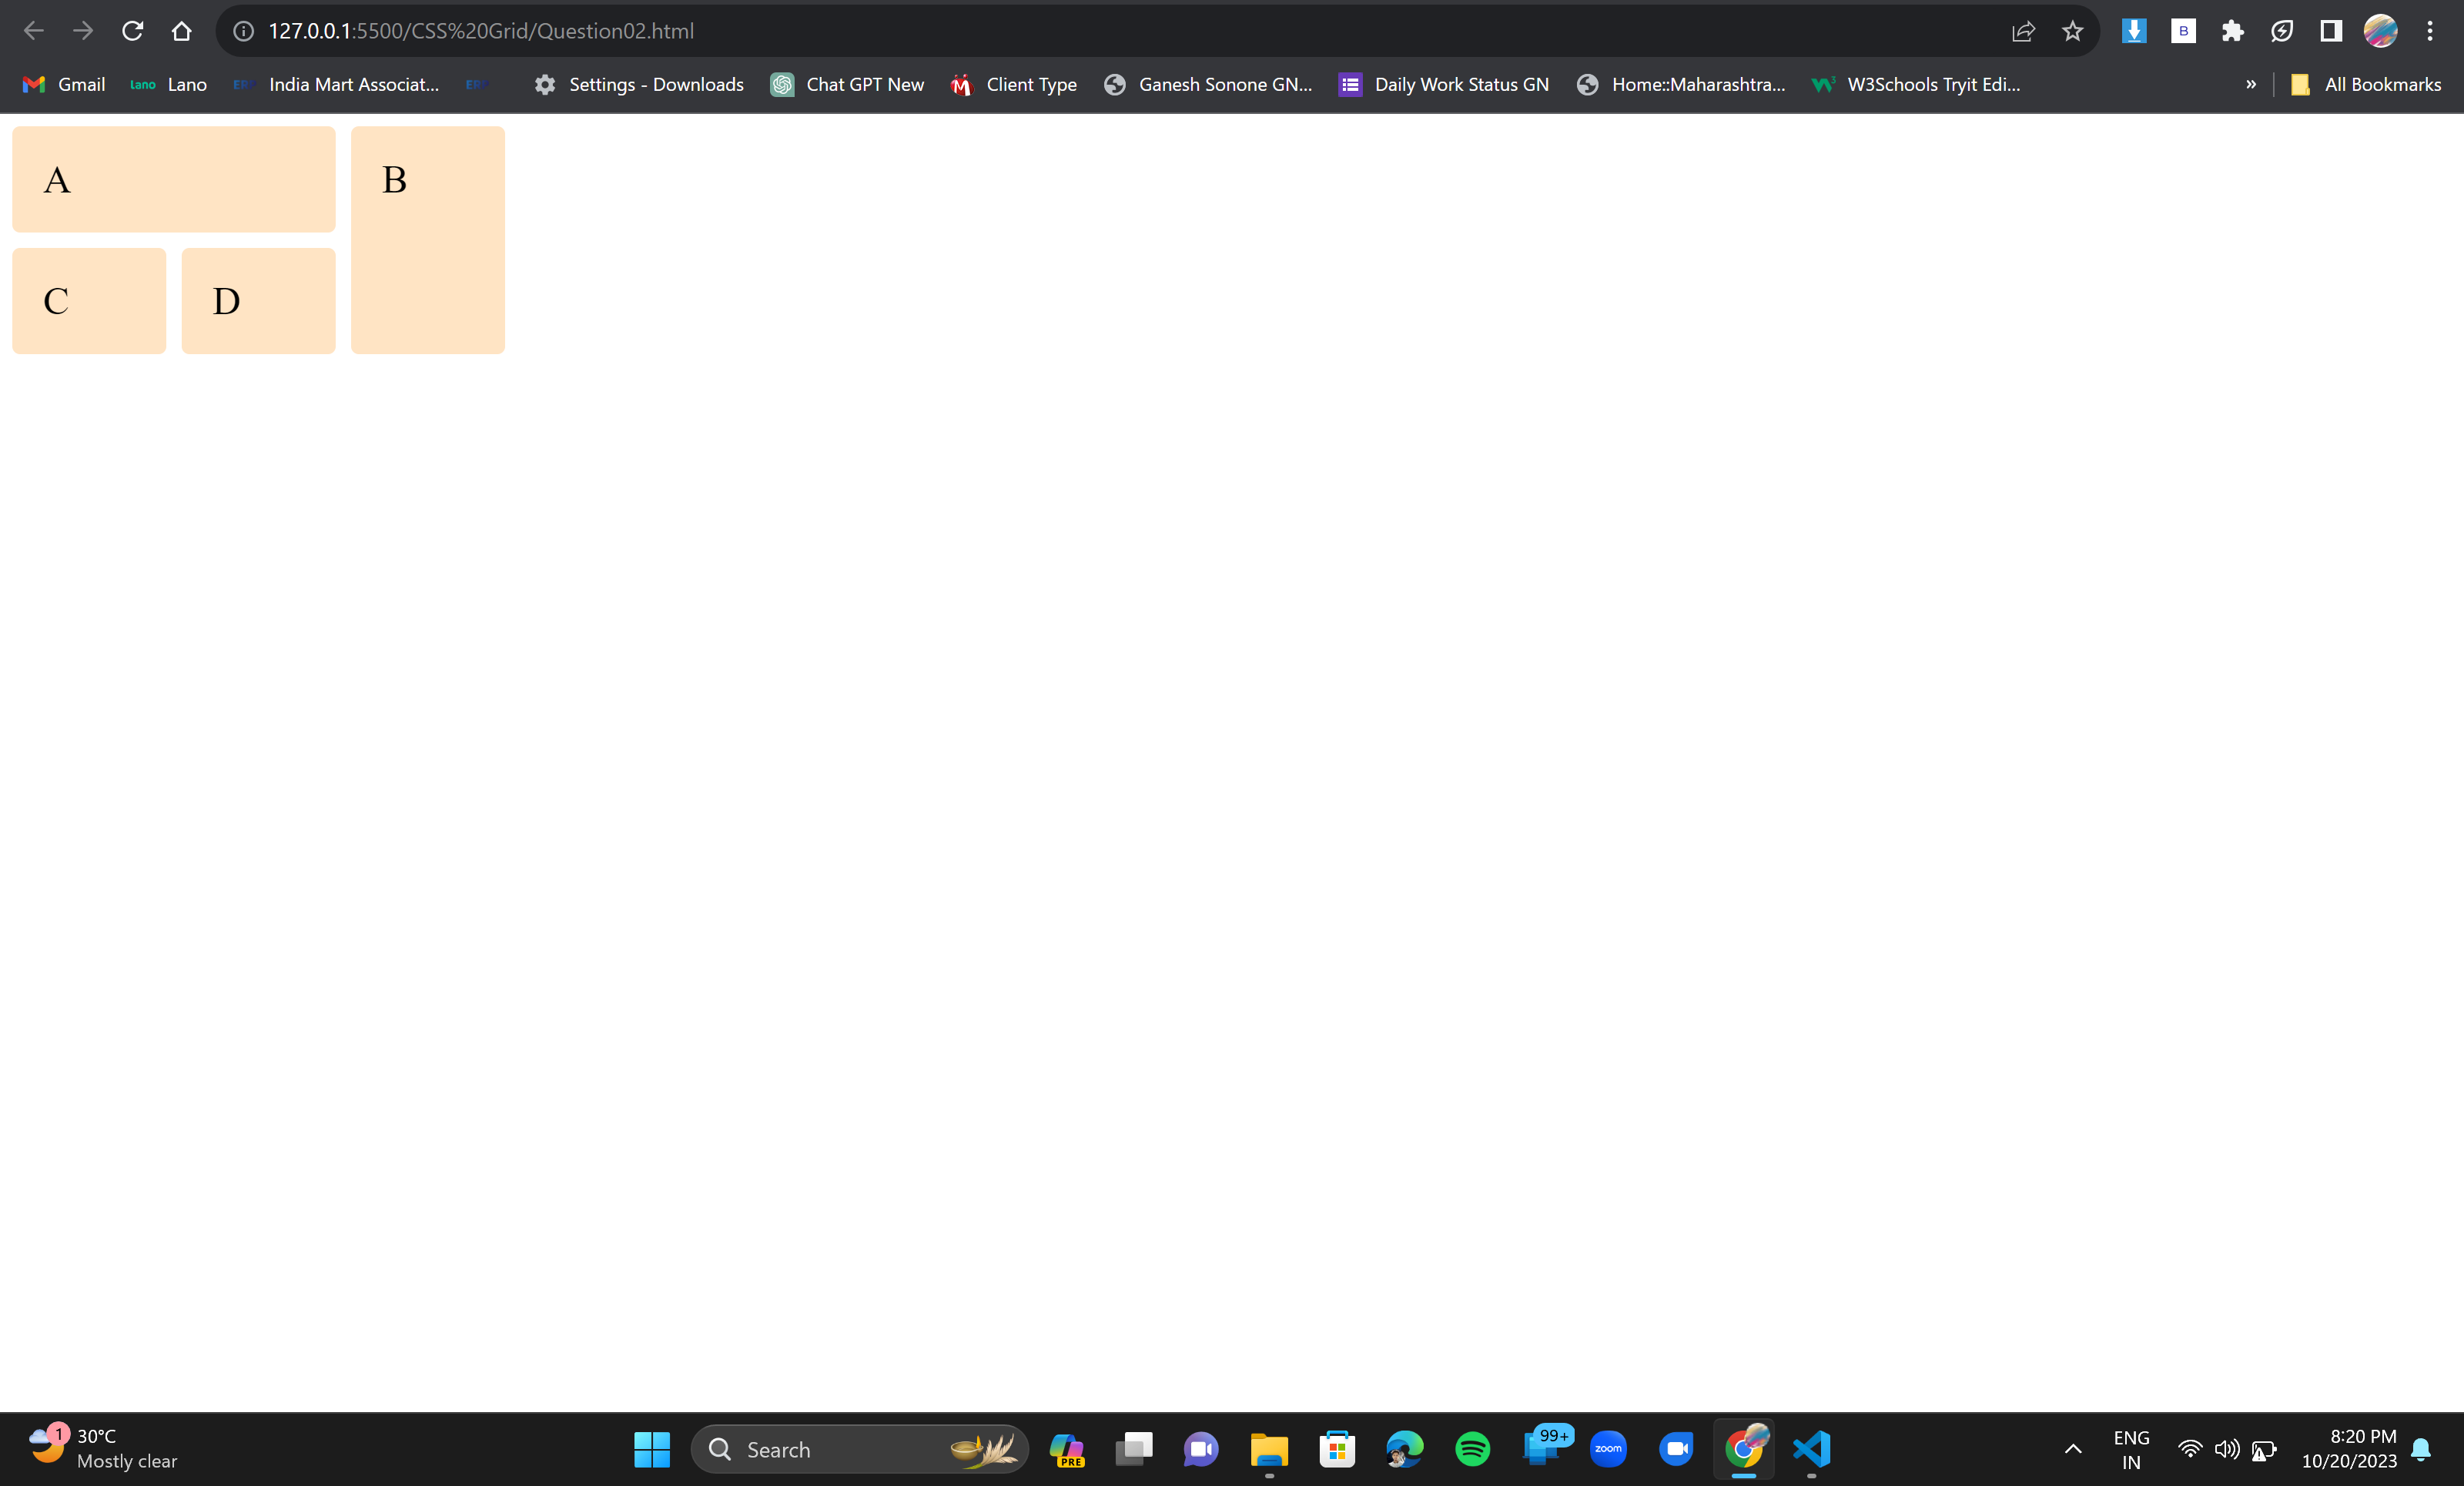 127.0.0.1:5500/CSS%20Grid/Question02.html
B
Gmail
lano Lano
ERP India Mart Associat...
ERP
Settings - Downloads
Chat GPT New
Client Type
Ganesh Sonone GN...
Daily Work Status GN
Home::Maharashtra...
W3Schools Tryit Edi...
»
All Bookmarks
A
B
C
D
1
30°C
Mostly clear
Search
PRE
99+
zoom
ENG
IN
8:20 PM
10/20/2023